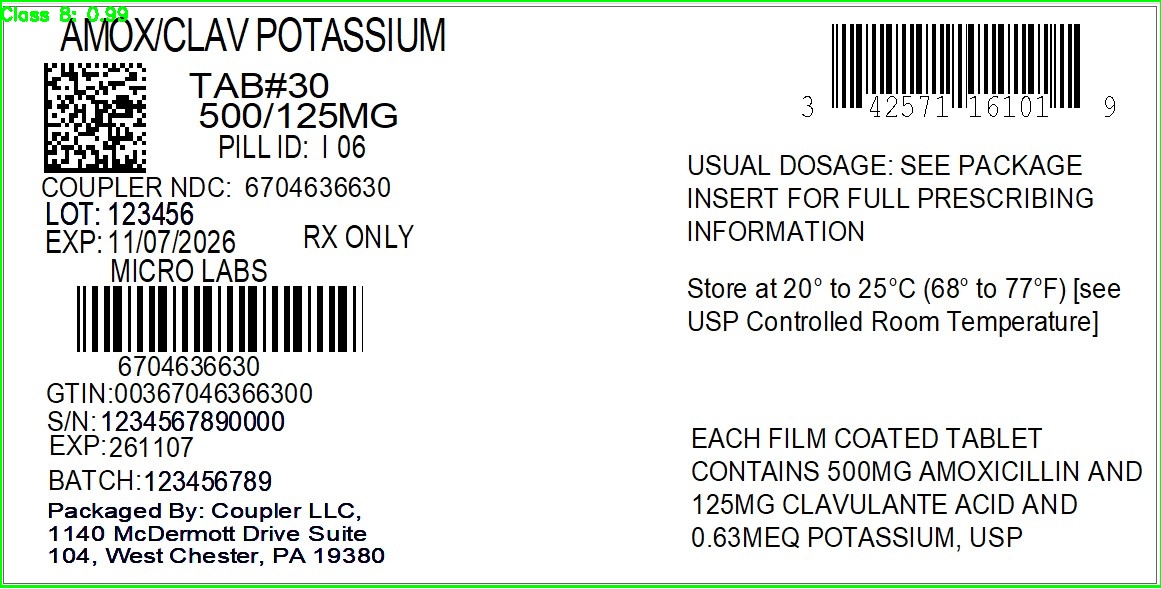 Class 8: 0.99
AMOX/CLAV POTASSIUM
TAB#30
500/125MG
PILL ID: I 06
COUPLER NDC: 6704636630
LOT: 123456
EXP: 11/07/2026
RX ONLY
MICRO LABS
6704636630
GTIN:00367046366300
S/N: 1234567890000
EXP:261107
BATCH:123456789
Packaged By: Coupler LLC,
1140 McDermott Drive Suite
104, West Chester, PA 19380
3 42571 16101 9
USUAL DOSAGE: SEE PACKAGE
INSERT FOR FULL PRESCRIBING
INFORMATION
Store at 20° to 25°C (68° to 77°F) [see
USP Controlled Room Temperature]
EACH FILM COATED TABLET
CONTAINS 500MG AMOXICILLIN AND
125MG CLAVULANTE ACID AND
0.63MEQ POTASSIUM, USP